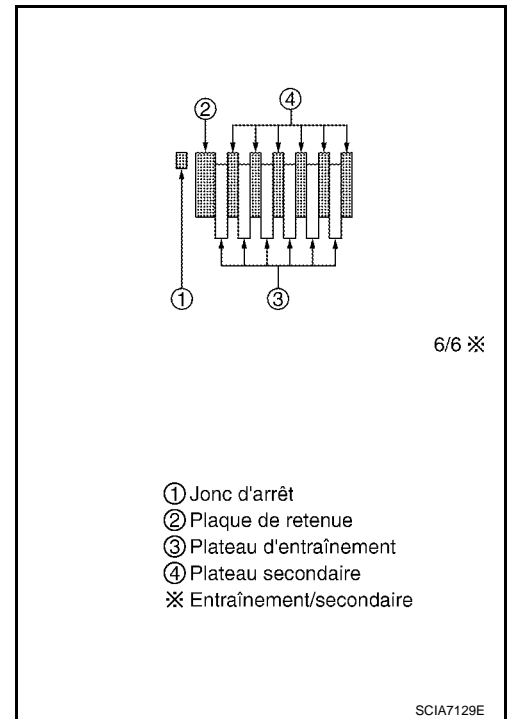 ② ④
① ③
6/6 ※
① Jonc d'arrêt
② Plaque de retenue
③ Plateau d'entraînement
④ Plateau secondaire
※ Entraînement/secondaire
SCIA7129E